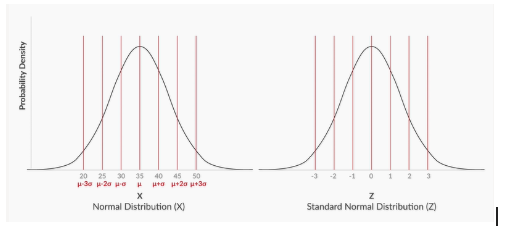 Probability Density
20 25 30 35 40 45 50
μ-3σ μ-2σ μ-σ μ μ+σ μ+2σ μ+3σ
X
Normal Distribution (X)
-3 -2 -1 0 1 2 3
Z
Standard Normal Distribution (Z)